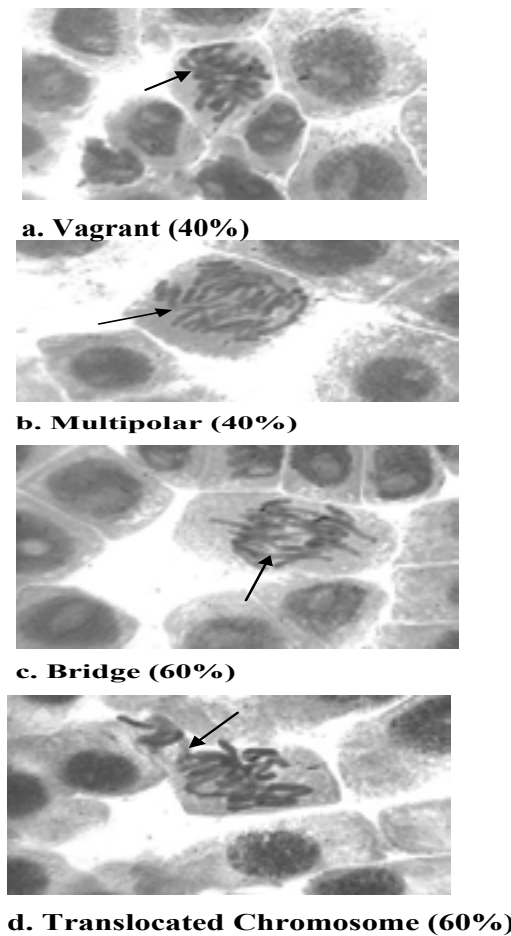 a. Vagrant (40%)
b. Multipolar (40%)
c. Bridge (60%)
d. Translocated Chromosome (60%)